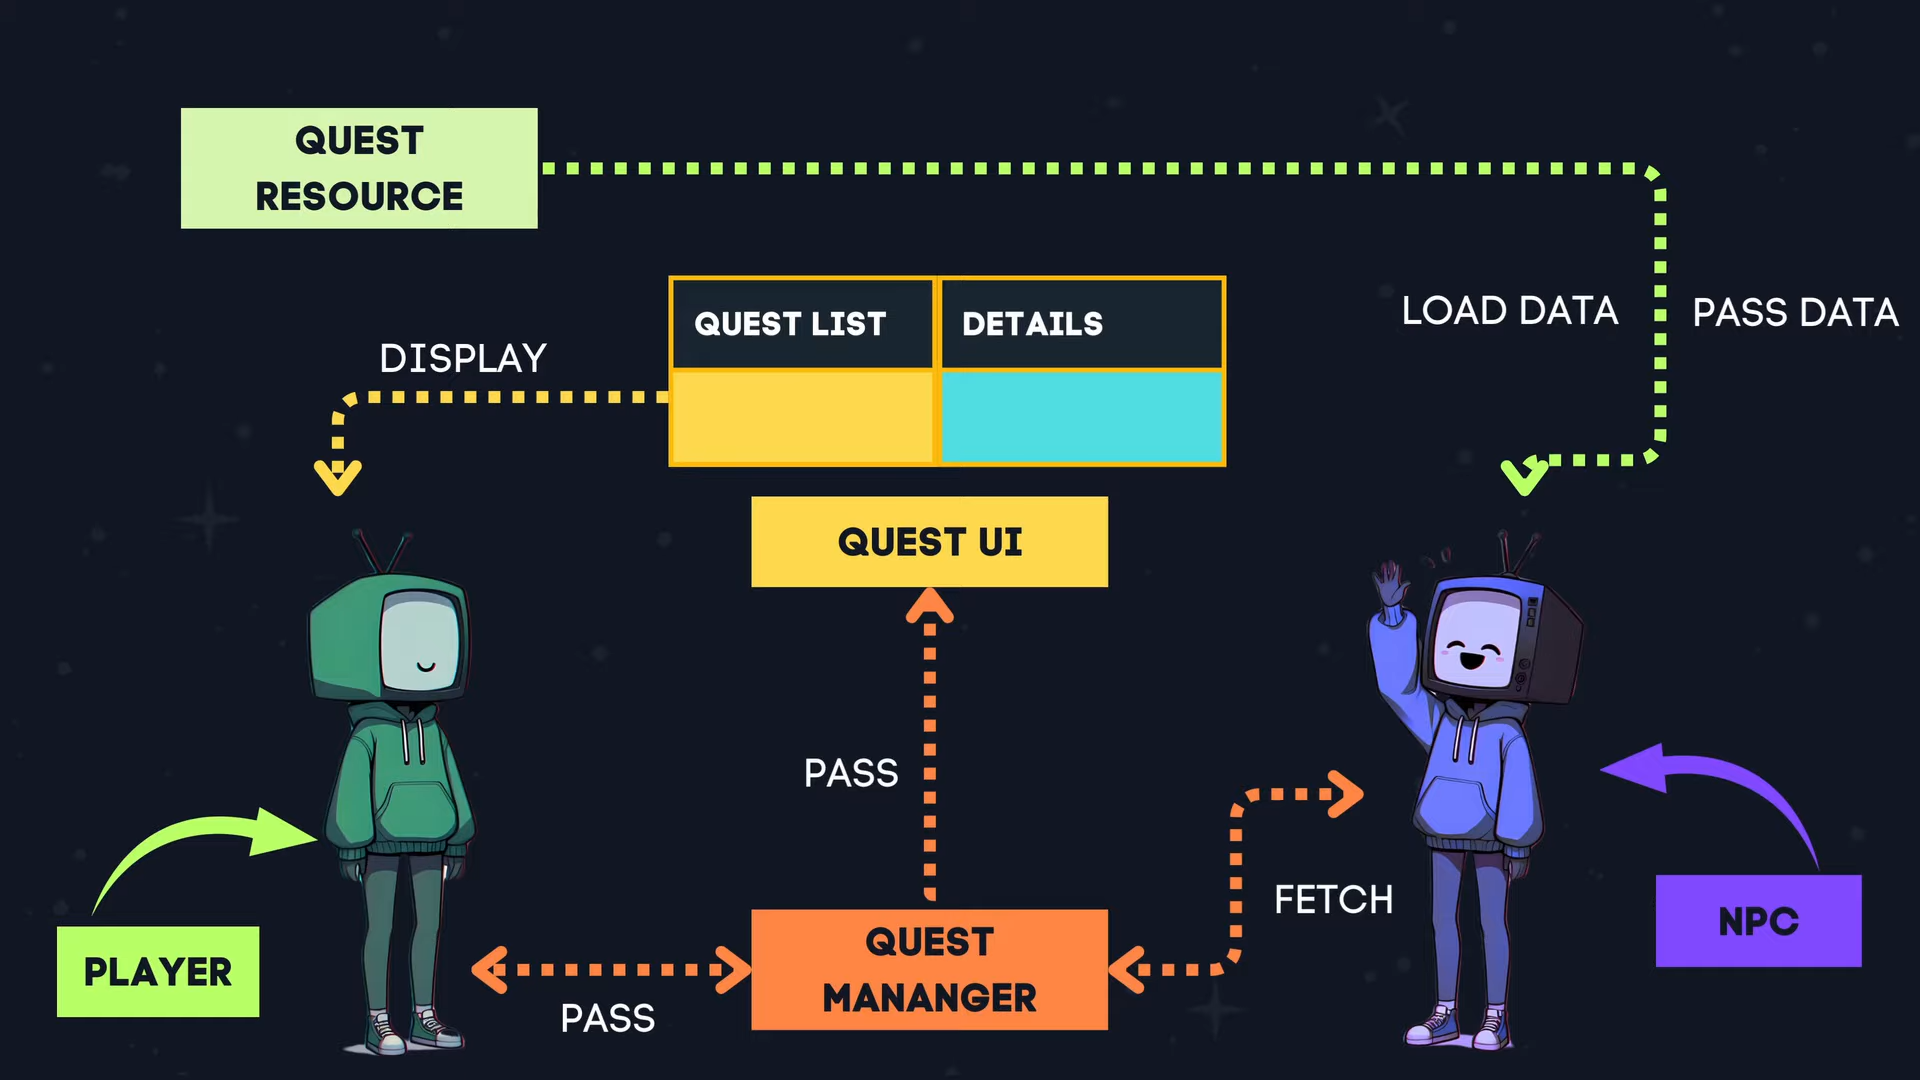 QUEST
RESOURCE
LOAD DATA
PASS DATA
QUEST LIST
DETAILS
DISPLAY
QUEST UI
PASS
FETCH
NPC
PLAYER
QUEST
MANANGER
PASS